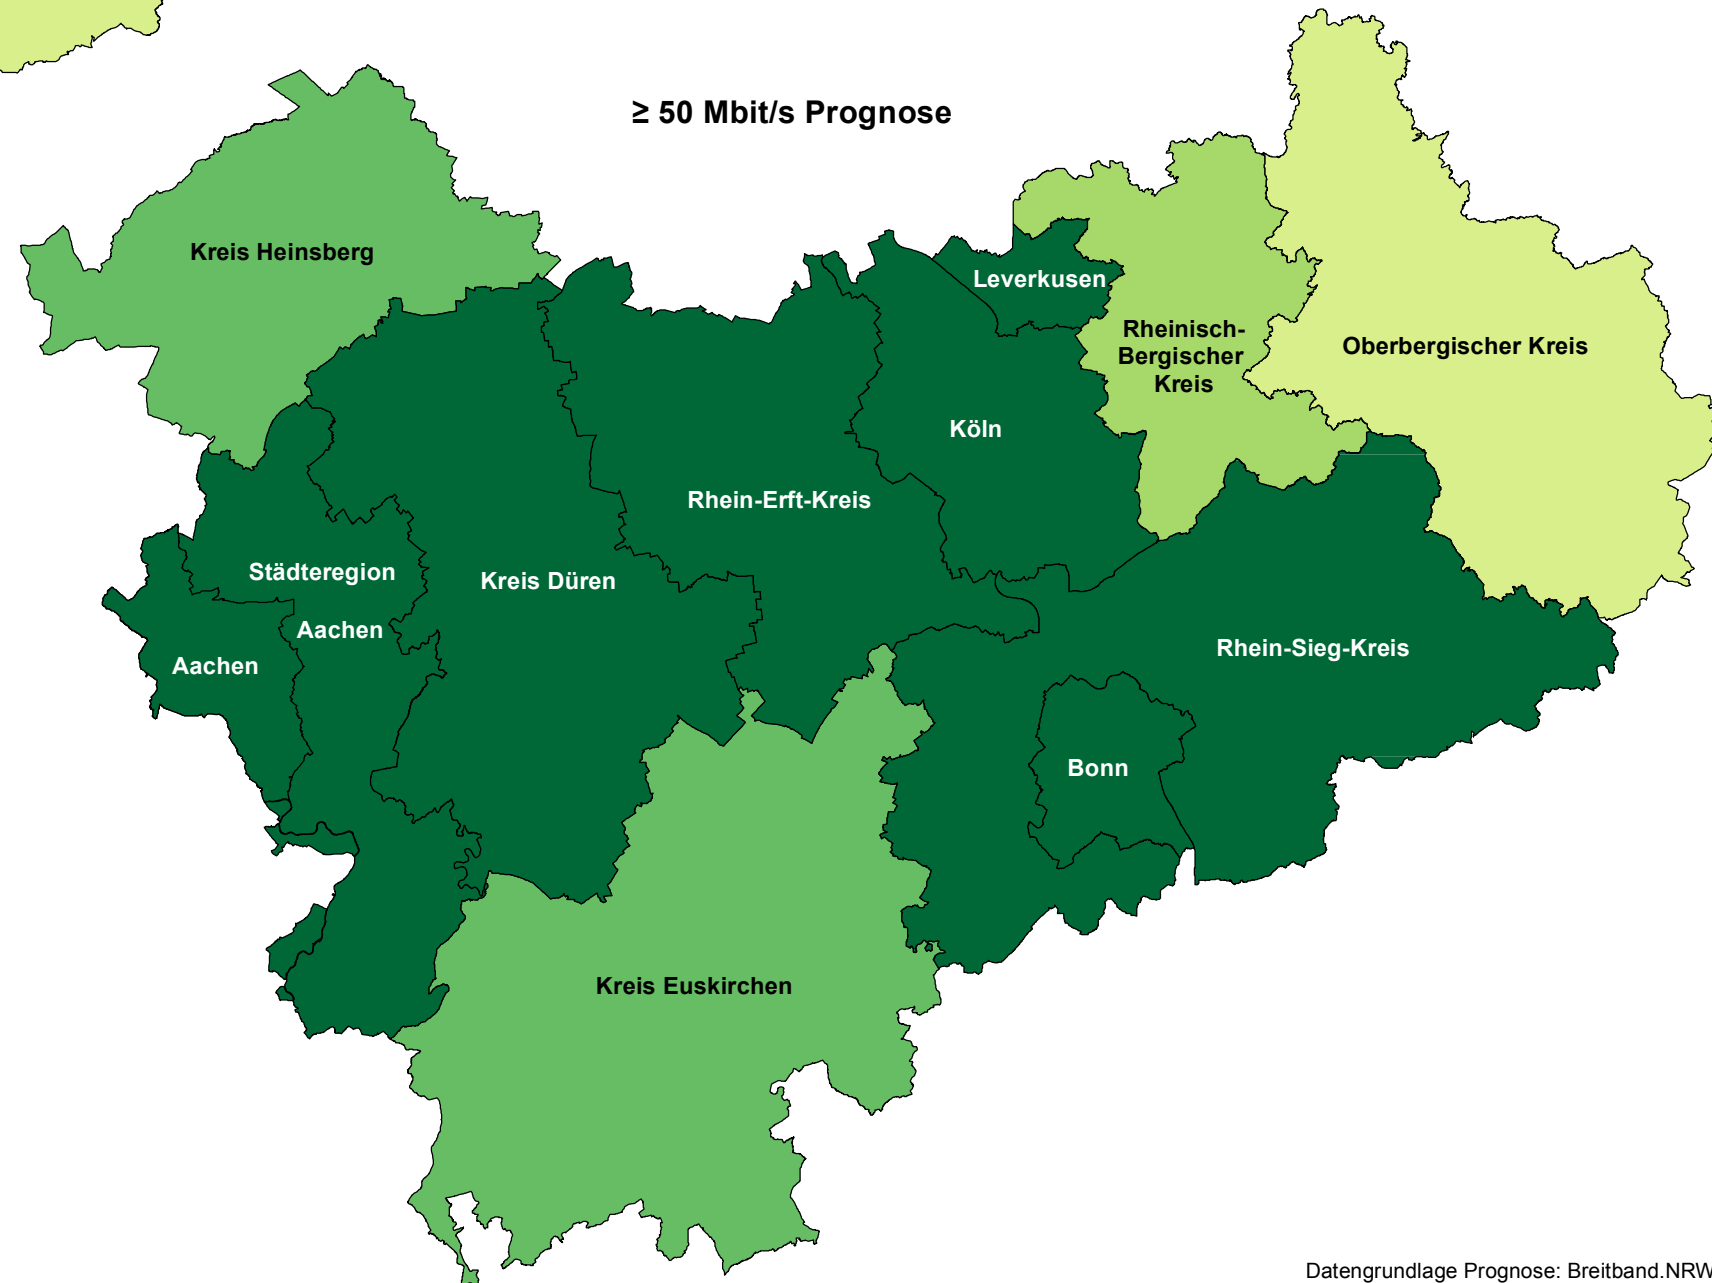 ≥ 50 Mbit/s Prognose
Kreis Heinsberg
Leverkusen
Rheinisch-
Bergischer
Kreis
Oberbergischer Kreis
Köln
Rhein-Erft-Kreis
Städteregion
Aachen
Kreis Düren
Aachen
Rhein-Sieg-Kreis
Bonn
Kreis Euskirchen
Datengrundlage Prognose: Breitband.NRW